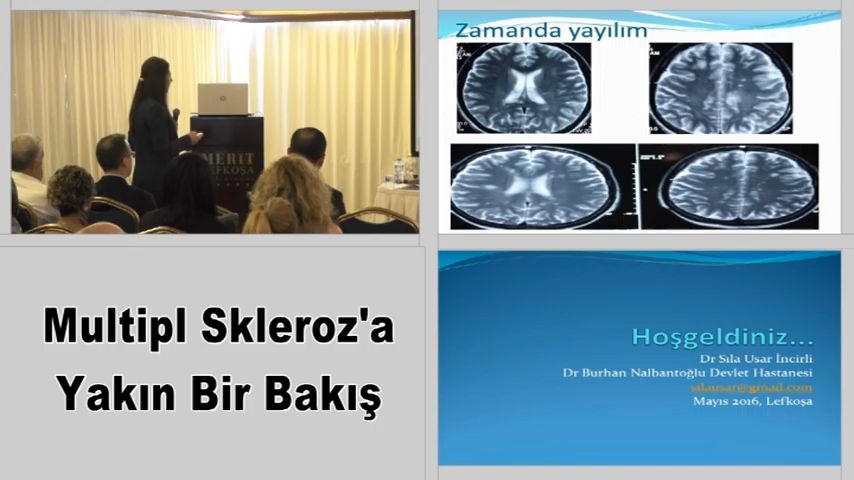 MERIT
LEFKOŞA
Zamanda yayılım
Multipl Skleroz'a
Yakın Bir Bakış
Hoşgeldiniz...
Dr Sıla Usar İncirli
Dr Burhan Nalbantoğlu Devlet Hastanesi
silausar@gmail.com
Mayıs 2016, Lefkoşa